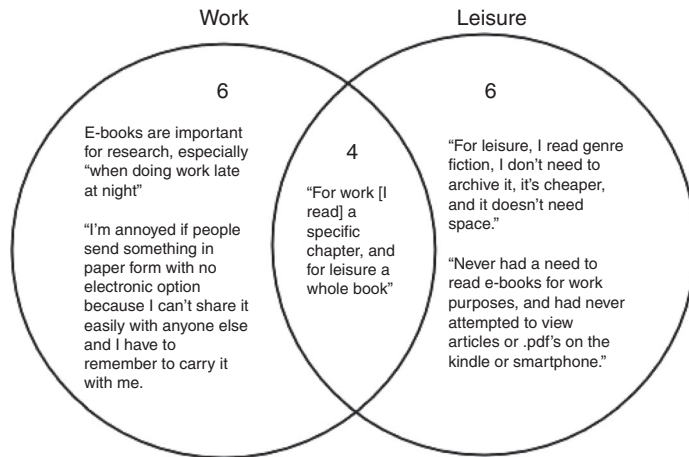 Work
Leisure
6
E-books are important
for research, especially
“when doing work late
at night”
“I’m annoyed if people
send something in
paper form with no
electronic option
because I can’t share it
easily with anyone else
and I have to
remember to carry it
with me.
4
“For work [I
read] a
specific
chapter, and
for leisure a
whole book”
6
“For leisure, I read genre
fiction, I don’t need to
archive it, it’s cheaper,
and it doesn’t need
space.”
“Never had a need to
read e-books for work
purposes, and had never
attempted to view
articles or .pdf’s on the
kindle or smartphone.”